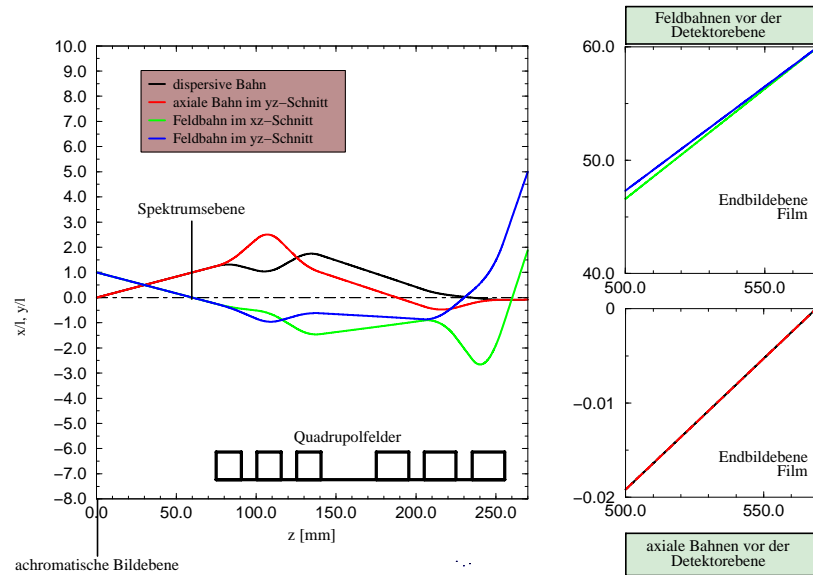 Feldbahnen vor der
Detektorebene
10.0
9.0
8.0
7.0
6.0
5.0
4.0
3.0
2.0
1.0
0.0
−1.0
−2.0
−3.0
−4.0
−5.0
−6.0
−7.0
−8.0
x/l, y/l
dispersive Bahn
axiale Bahn im yz−Schnitt
Feldbahn im xz−Schnitt
Feldbahn im yz−Schnitt
Spektrumsebene
Quadrupolfelder
0.0 50.0 100.0 150.0 200.0 250.0
z [mm]
achromatische Bildebene
60.0
50.0
40.0
Endbildebene
Film
500.0 550.0
0
−0.01
−0.02
Endbildebene
Film
500.0 550.0
axiale Bahnen vor der
Detektorebene